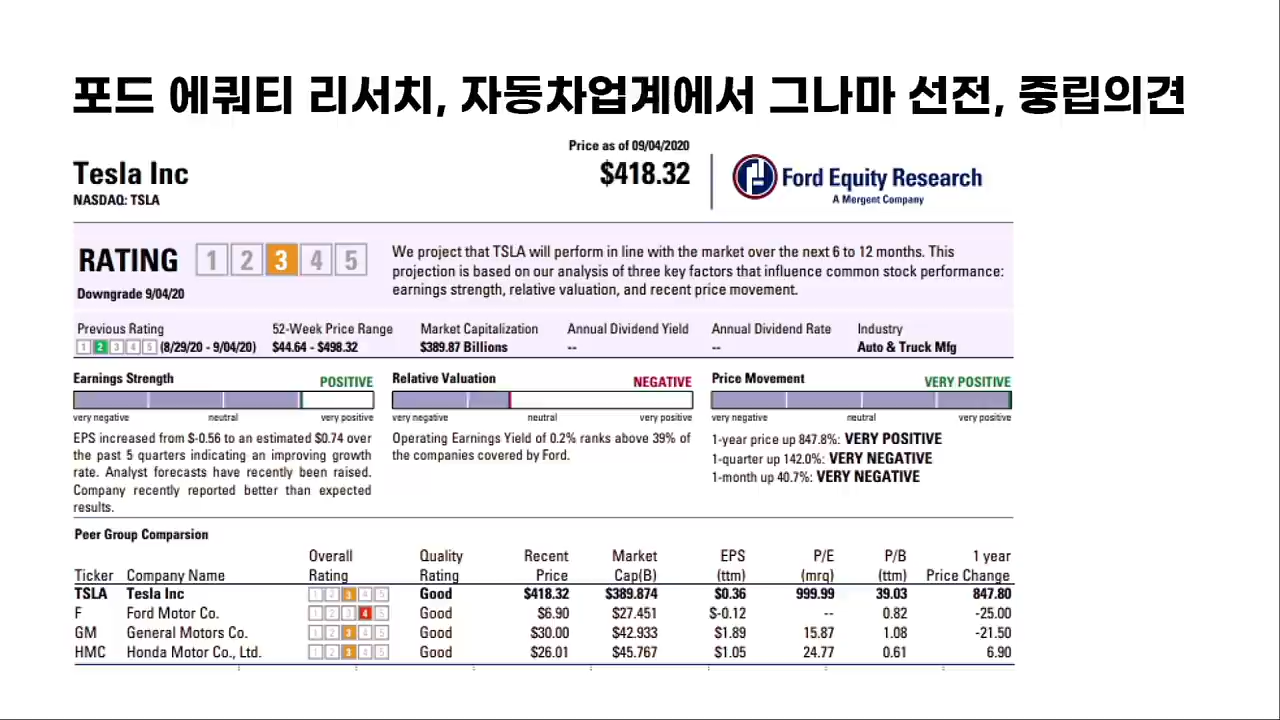 포드 에쿼티 리서치, 자동차업계에서 그나마 선전, 중립의견
Price as of 09/04/2020
Tesla Inc
$418.32
NASDAQ: TSLA
Ford Equity Research
A Mergent Company
RATING 1 2 3 4 5
Downgrade 9/04/20
We project that TSLA will perform in line with the market over the next 6 to 12 months. This
projection is based on our analysis of three key factors that influence common stock performance:
earnings strength, relative valuation, and recent price movement.
Previous Rating 52-Week Price Range Market Capitalization Annual Dividend Yield Annual Dividend Rate Industry
1 2 3 4 5 (8/29/20 - 9/04/20) $44.64 - $498.32 $389.87 Billions -- -- Auto & Truck Mfg
Earnings Strength POSITIVE
very negative neutral very positive
EPS increased from $-0.56 to an estimated $0.74 over
the past 5 quarters indicating an improving growth
rate. Analyst forecasts have recently been raised.
Company recently reported better than expected
results.
Relative Valuation NEGATIVE
very negative neutral very positive
Operating Earnings Yield of 0.2% ranks above 39% of
the companies covered by Ford.
Price Movement VERY POSITIVE
very negative neutral very positive
1-year price up 847.8%: VERY POSITIVE
1-quarter up 142.0%: VERY NEGATIVE
1-month up 40.7%: VERY NEGATIVE
Peer Group Comparsion
Overall Quality Recent Market EPS P/E P/B 1 year
Ticker Company Name Rating Rating Price Cap(B) (ttm) (mrq) (ttm) Price Change
TSLA Tesla Inc 1 2 3 4 5 Good $418.32 $389.874 $0.36 999.99 39.03 847.80
F Ford Motor Co. 1 2 3 4 5 Good $6.90 $27.451 $-0.12 -- 0.82 -25.00
GM General Motors Co. 1 2 3 4 5 Good $30.00 $42.933 $1.89 15.87 1.08 -21.50
HMC Honda Motor Co., Ltd. 1 2 3 4 5 Good $26.01 $45.767 $1.05 24.77 0.61 6.90